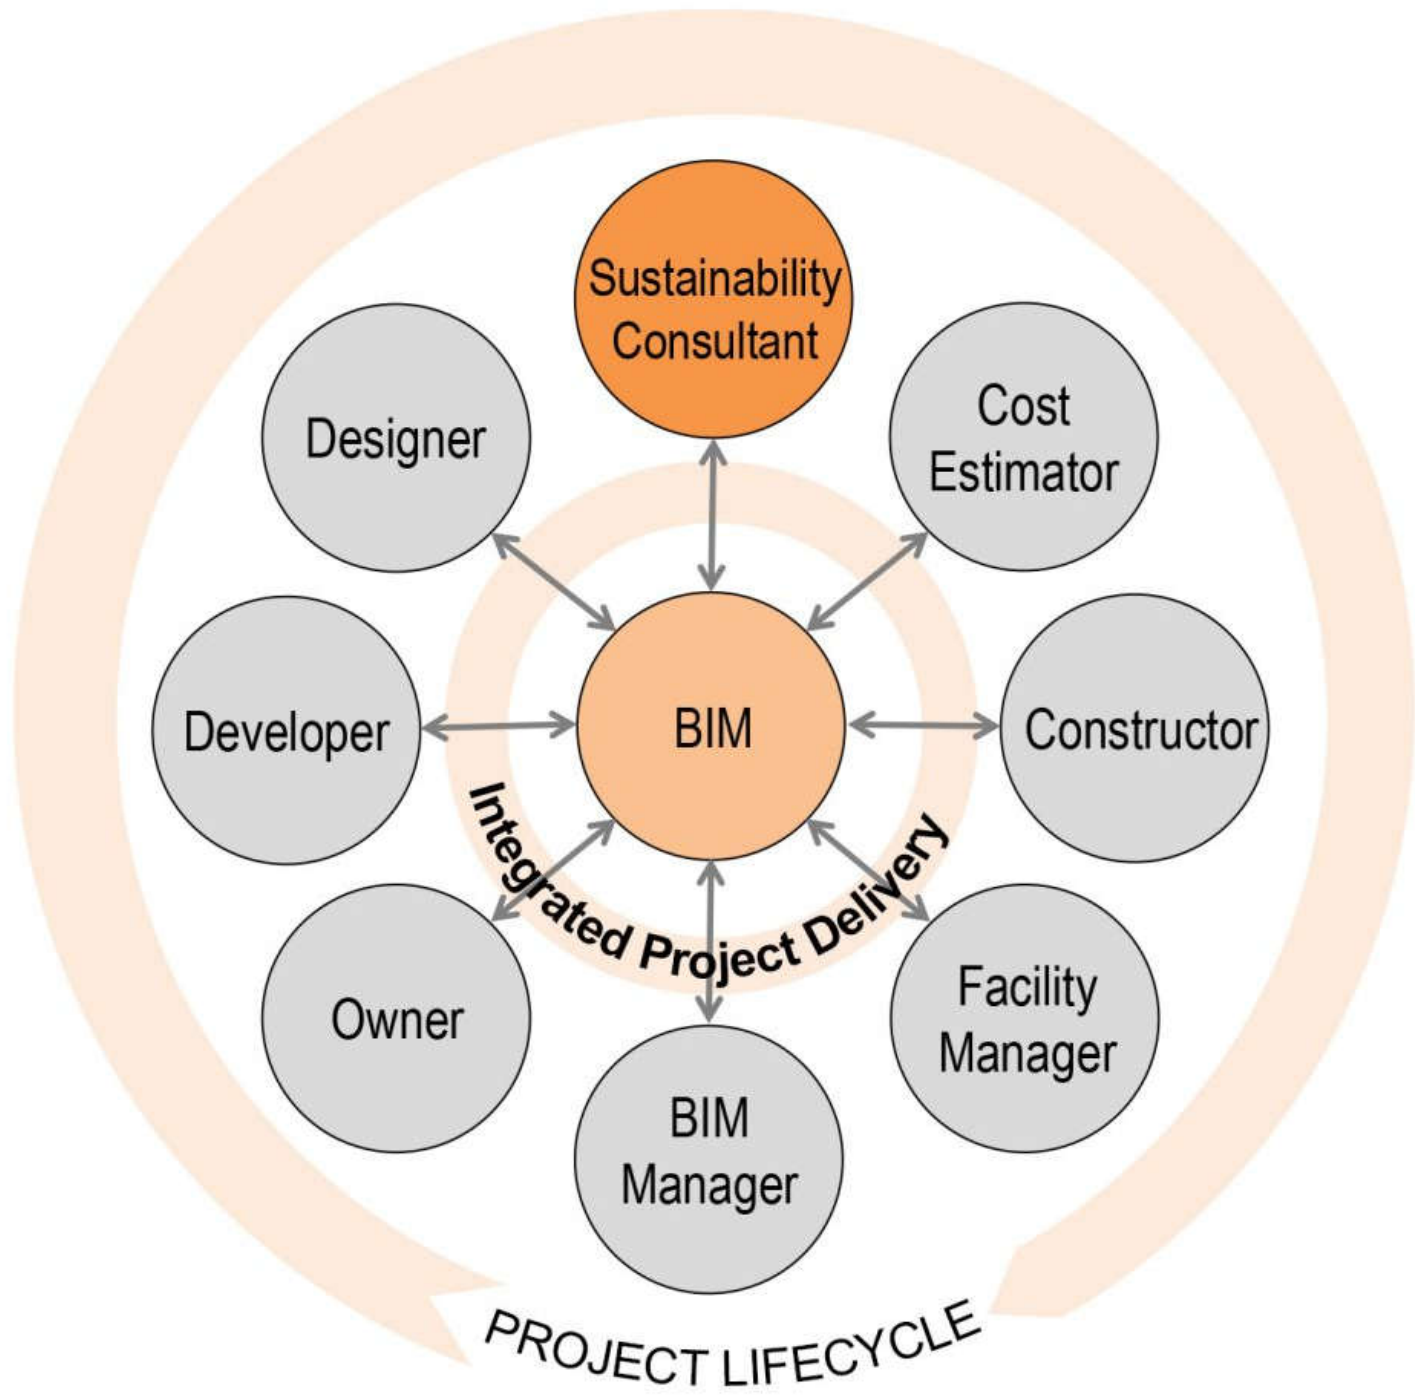 Sustainability
Consultant
Designer
Cost
Estimator
Developer
BIM
Constructor
Integrated Project Delivery
Owner
Facility
Manager
BIM
Manager
PROJECT LIFECYCLE